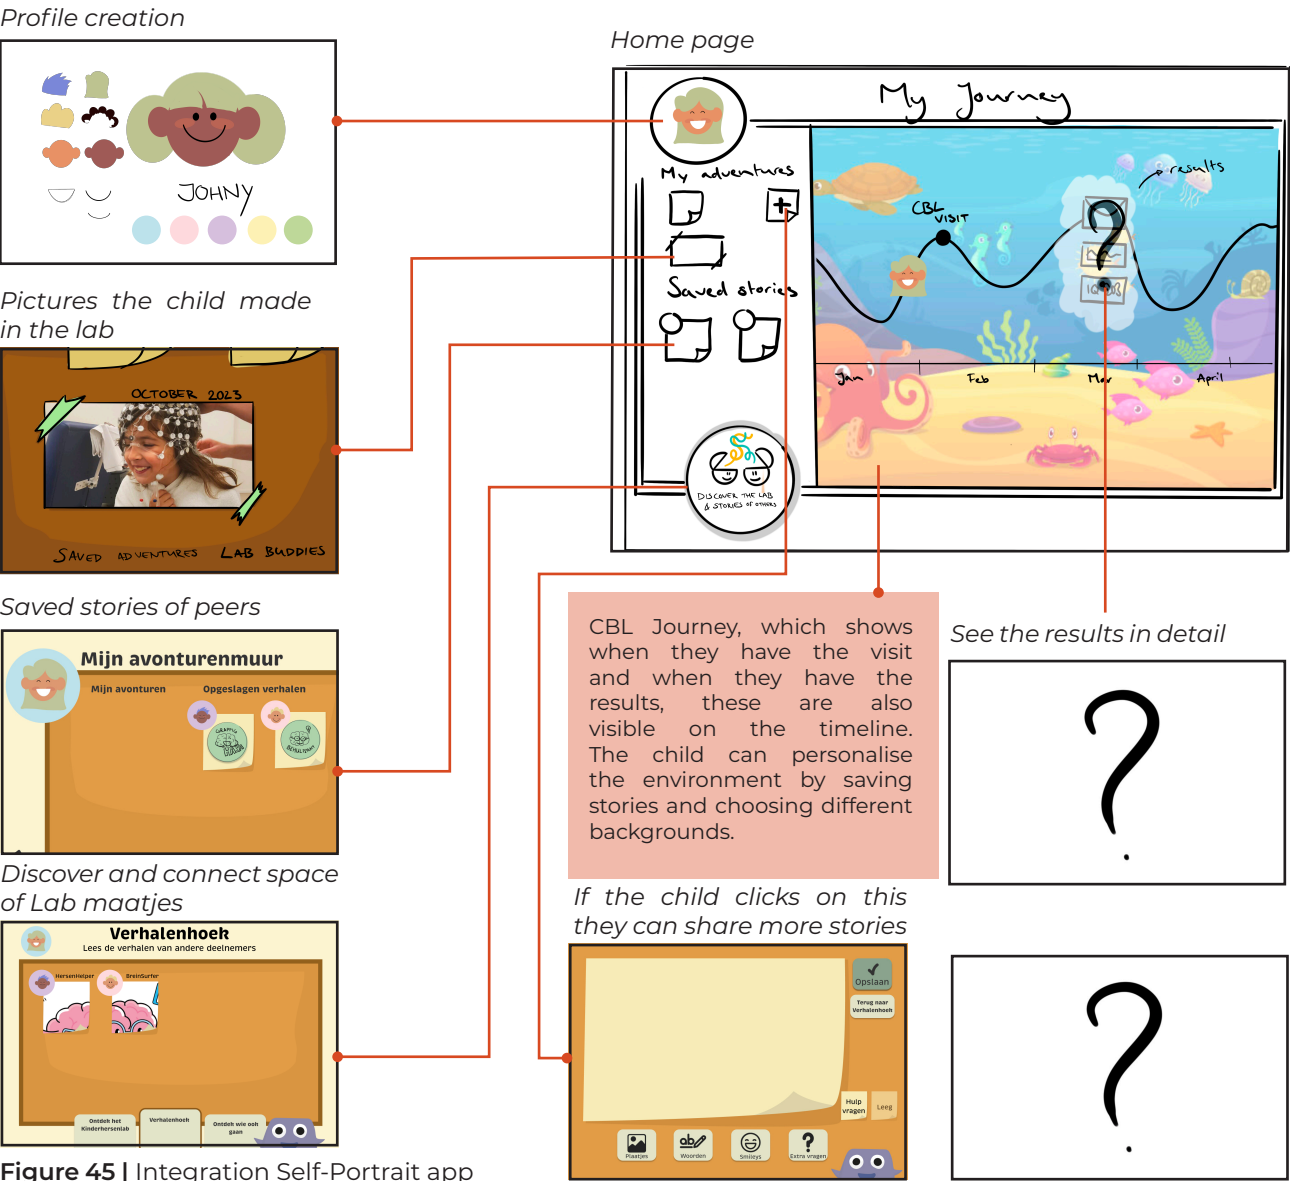 Profile creation
JOHNY
Pictures the child made
in the lab
OCTOBER 2023
SAVED ADVENTURES LAB BUDDIES
Saved stories of peers
Mijn avonturenmuur
Mijn avonturen Opgeslagen verhalen
Discover and connect space
of Lab maatjes
Verhalenhoek
Lees de verhalen van andere deelnemers
HersenHelper BreinSurfer
Ontdek het
Kinderhersenlab
Verhalenhoek
Ontdek wie ook
gaan
Figure 45 | Integration Self-Portrait app
Home page
My Journey
My adventures
Saved stories
DISCOVER THE LAB
& STORIES OF OTHERS
CBL
VISIT
results
?
Jan Feb Mar April
CBL Journey, which shows
when they have the visit
and when they have the
results, these are also
visible on the timeline.
The child can personalise
the environment by saving
stories and choosing different
backgrounds.
If the child clicks on this
they can share more stories
Opslaan
Terug naar
Verhalenhoek
Hulp
vragen
Leeg
Plaatjes
Woorden
Smileys
Extra vragen
See the results in detail
?
?